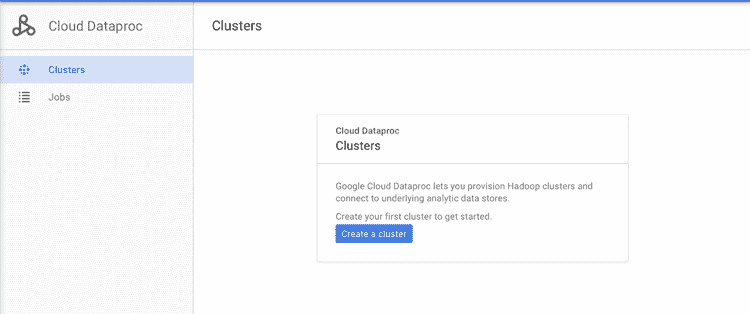 Cloud Dataproc
Clusters
Clusters
Jobs
Cloud Dataproc
Clusters
Google Cloud Dataproc lets you provision Hadoop clusters and
connect to underlying analytic data stores.
Create your first cluster to get started.
Create a cluster